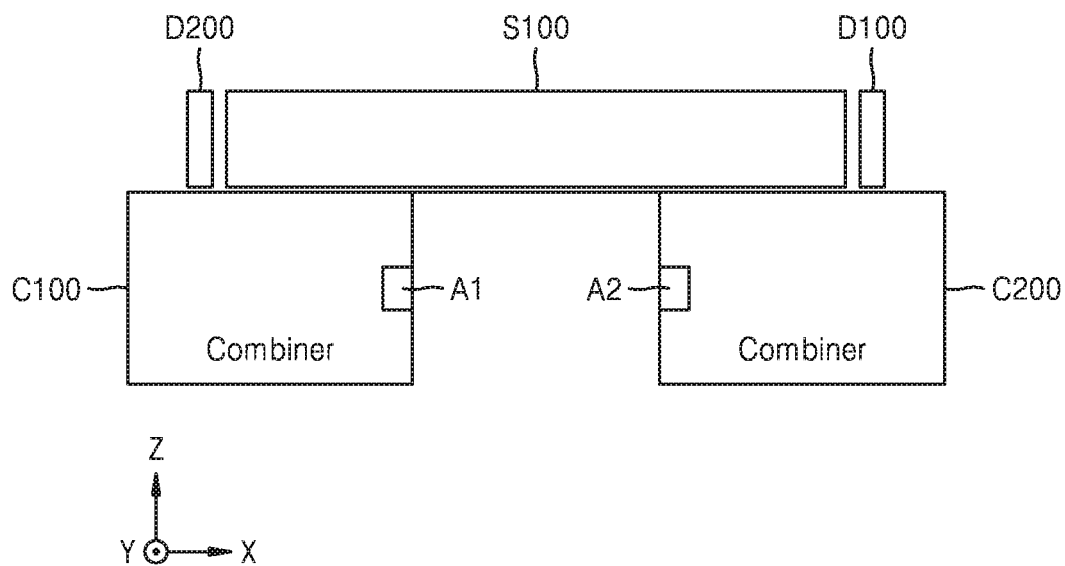 D200 S100 D100
C100 A1 A2 C200
Combiner Combiner
Z
Y X